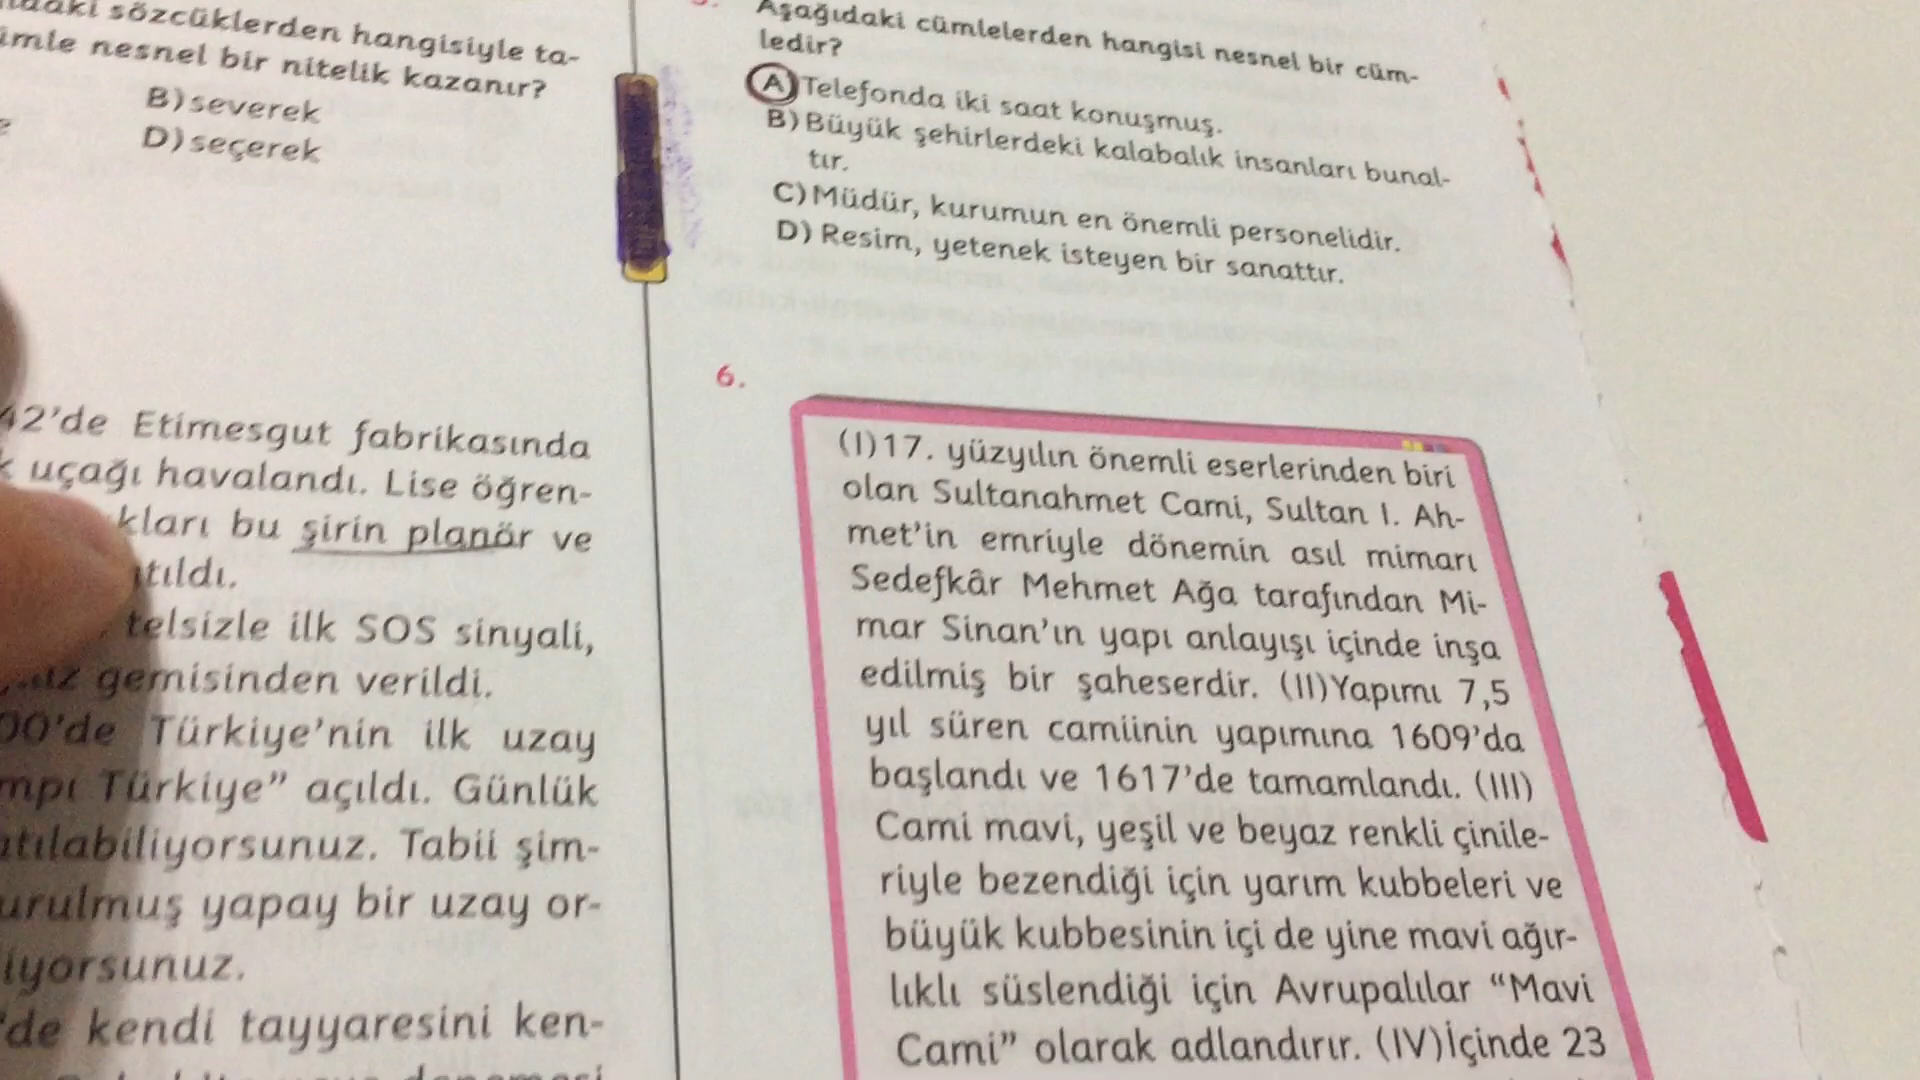 sözcüklerden hangisiyle ta-
nesnel bir nitelik kazanır?
B) severek
D) seçerek
42'de Etimesgut fabrikasında
uçağı havalandı. Lise öğren-
bu şirin planör ve
telsizle ilk SOS sinyali,
gemisinden verildi.
00'de Türkiye'nin ilk uzay
Türkiye" açıldı. Günlük
Tabii şim-
yapay bir uzay or-
'de kendi tayyaresini ken-
Aşağıdaki cümlelerden hangisi nesnel bir cüm-
ledir?
A) Telefonda iki saat konuşmuş.
B) Büyük şehirlerdeki kalabalık insanları bunal-
tır.
C) Müdür, kurumun en önemli personelidir.
D) Resim, yetenek isteyen bir sanattır.
6.
(I)17. yüzyılın önemli eserlerinden biri
olan Sultanahmet Cami, Sultan I. Ah-
met'in emriyle dönemin asıl mimarı
Sedefkâr Mehmet Ağa tarafından Mi-
mar Sinan'ın yapı anlayışı içinde inşa
edilmiş bir şaheserdir. (II)Yapımı 7,5
yıl süren camiinin yapımına 1609'da
başlandı ve 1617'de tamamlandı. (III)
Cami mavi, yeşil ve beyaz renkli çinile-
riyle bezendiği için yarım kubbeleri ve
büyük kubbesinin içi de yine mavi ağır-
lıklı süslendiği için Avrupalılar "Mavi
Cami" olarak adlandırır. (IV)İçinde 23